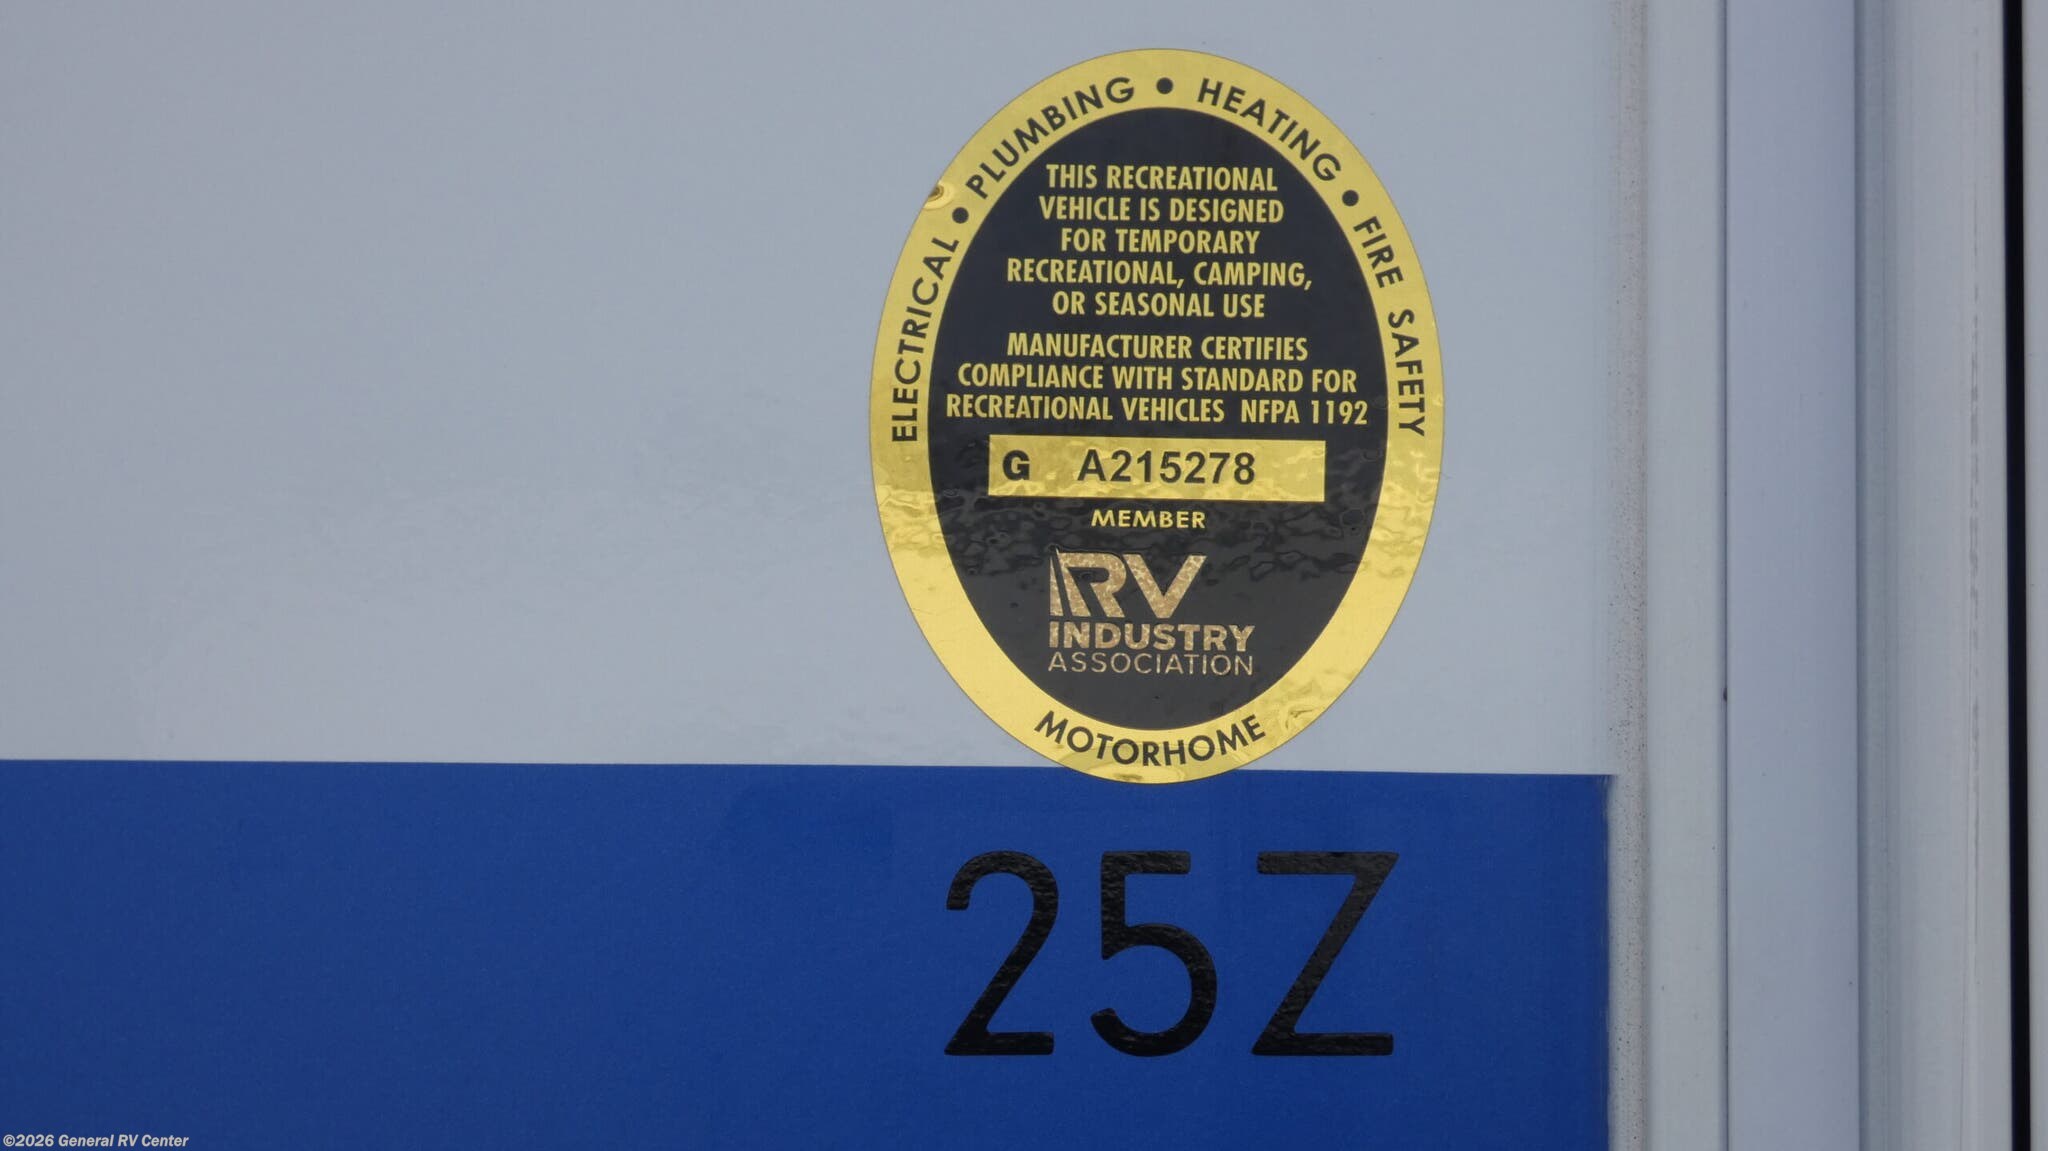 ELECTRICAL • PLUMBING • HEATING • FIRE SAFETY
THIS RECREATIONAL
VEHICLE IS DESIGNED
FOR TEMPORARY
RECREATIONAL, CAMPING,
OR SEASONAL USE
MANUFACTURER CERTIFIES
COMPLIANCE WITH STANDARD FOR
RECREATIONAL VEHICLES NFPA 1192
G A215278
MEMBER
RV
INDUSTRY
ASSOCIATION
MOTORHOME
25Z
©2026 General RV Center